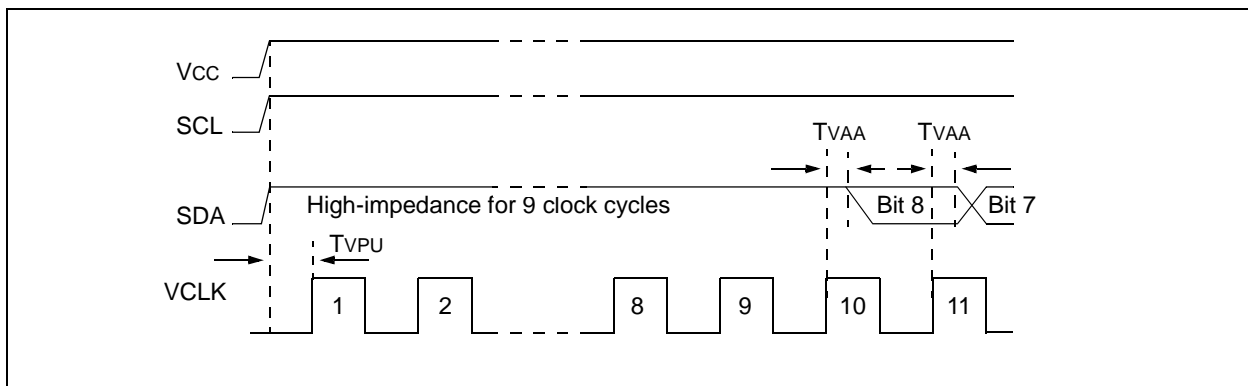 VCC
SCL
TVAA TVAA
SDA
High-impedance for 9 clock cycles
Bit 8
Bit 7
TVPU
VCLK
1 2 8 9 10 11